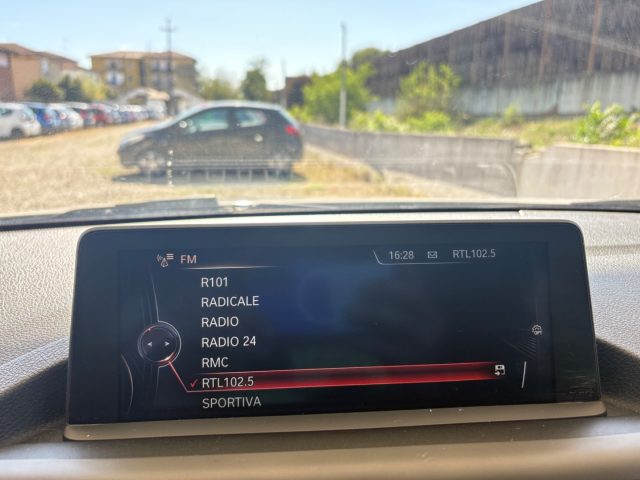 FM
16:28 RTL102.5
R101
RADICALE
RADIO
RADIO 24
RMC
✓ RTL102.5
SPORTIVA